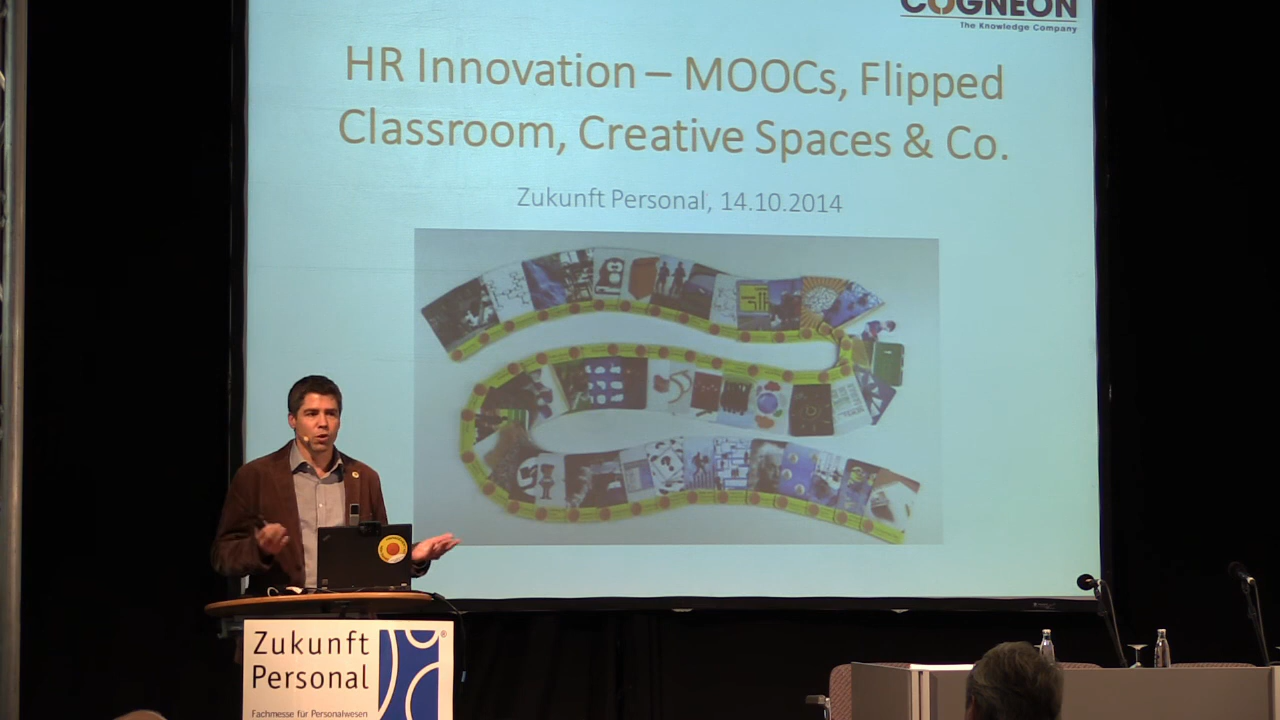 COGNEON
The Knowledge Company
HR Innovation – MOOCs, Flipped
Classroom, Creative Spaces & Co.
Zukunft Personal, 14.10.2014
Zukunft
Personal
®
Fachmesse für Personalwesen